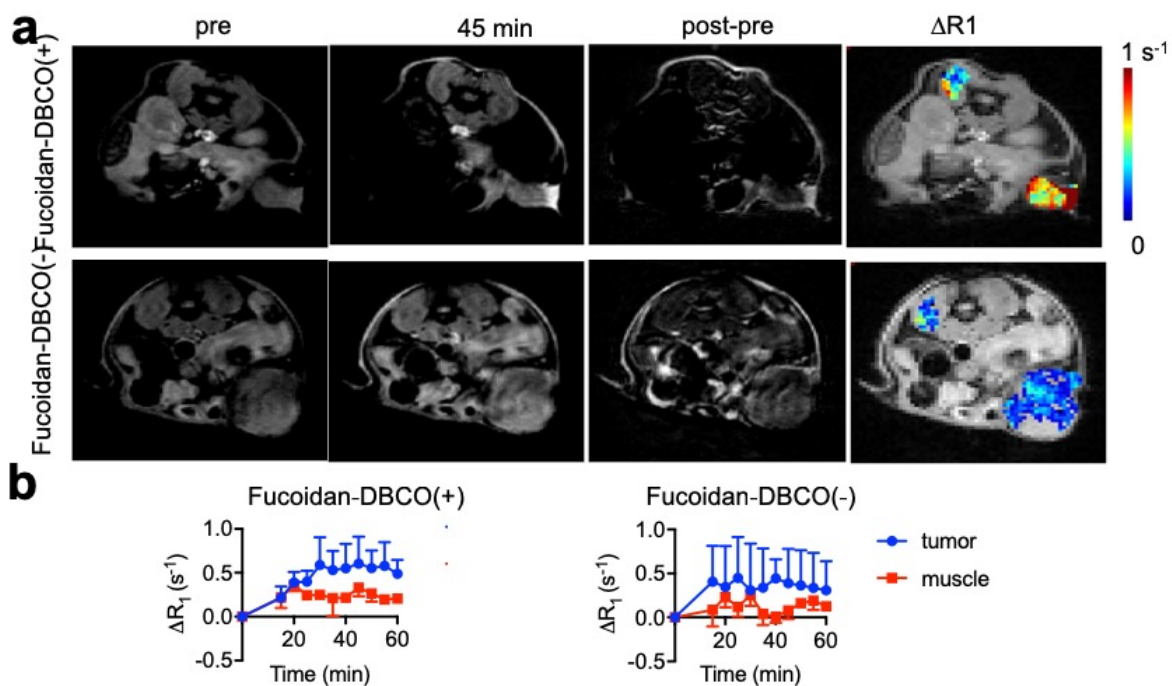 a
pre
45 min
post-pre
ΔR1
Fucoidan-DBCO(+)
1 s-1
0
Fucoidan-DBCO(-)
b
Fucoidan-DBCO(+)
1.0
0.5
0.0
-0.5
ΔR1 (s-1)
20
40
60
Time (min)
Fucoidan-DBCO(-)
1.0
0.5
0.0
-0.5
ΔR1 (s-1)
20
40
60
Time (min)
tumor
muscle